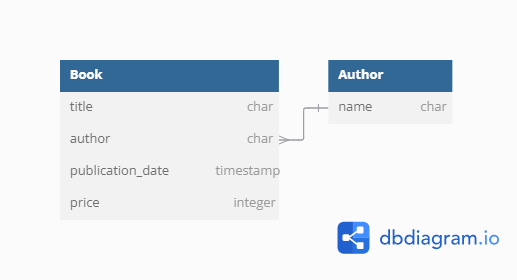 Book
title char
author char
publication_date timestamp
price integer
Author
name char
dbdiagram.io